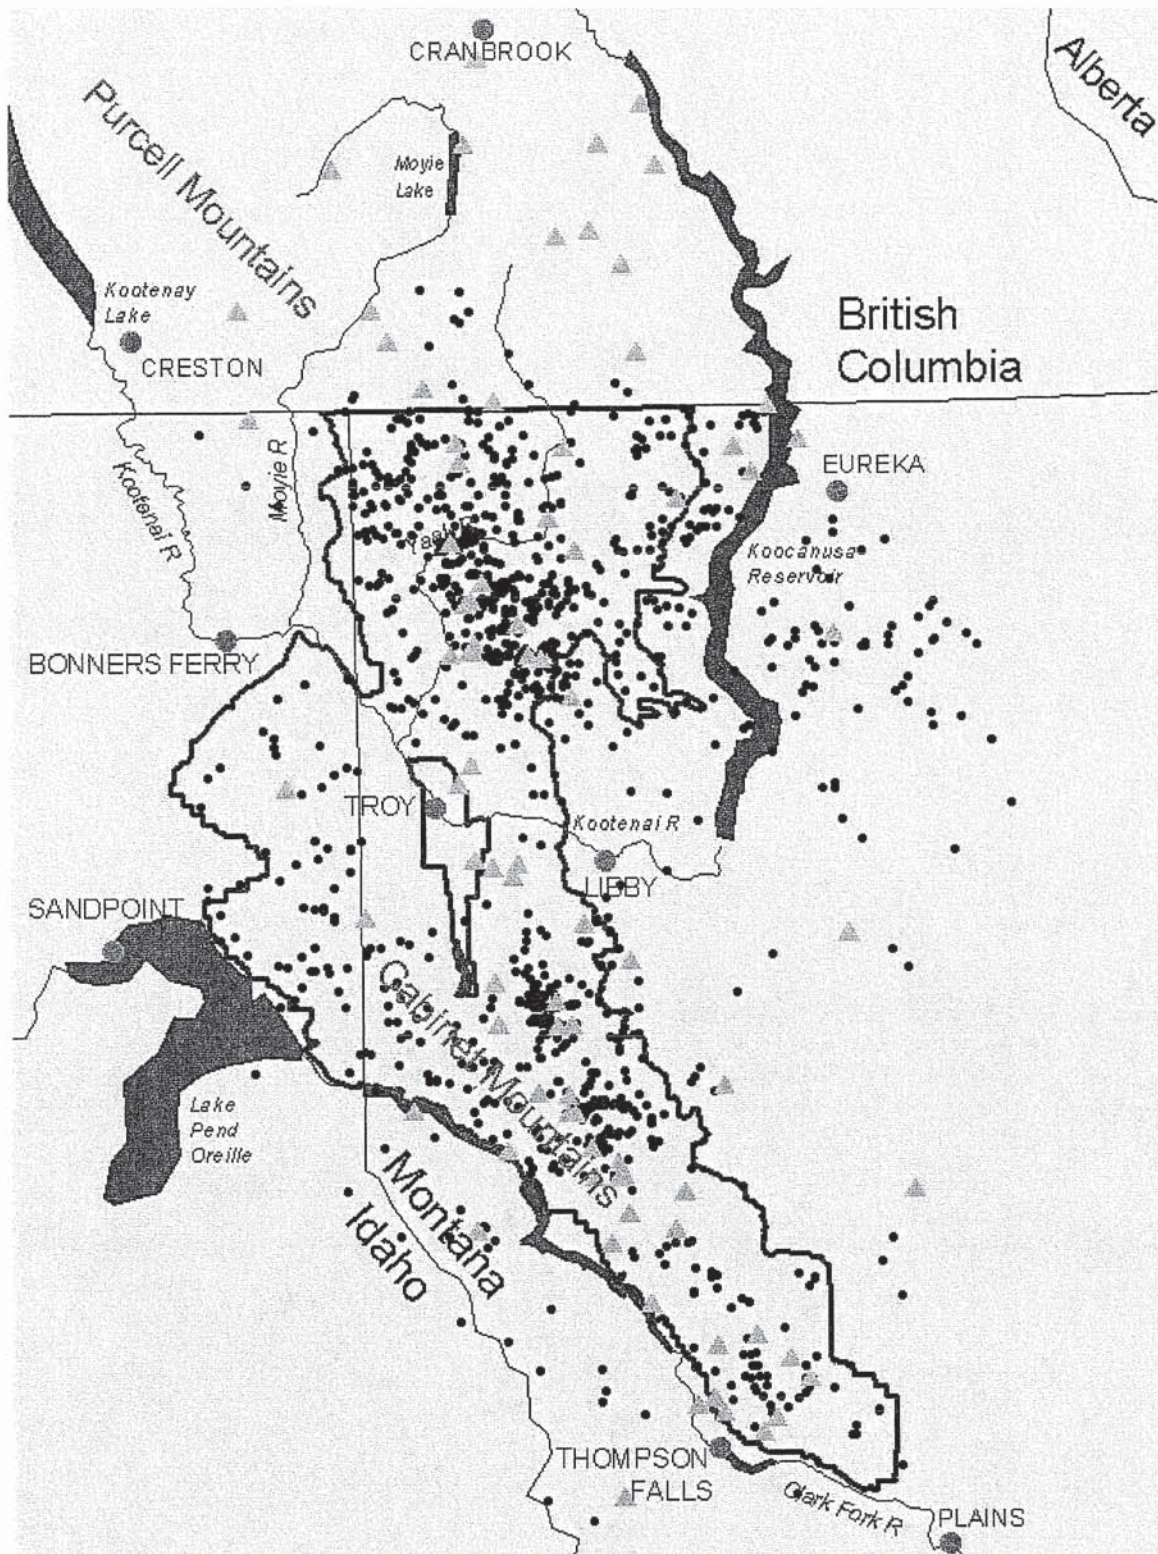 CRANBROOK
Alberta
Purcell Mountains
Moyie
Lake
Kootenay
Lake
CRESTON
British
Columbia
Kootenai R
Moyie R
EUREKA
Yaak R
Koocanusa
Reservoir
BONNERS FERRY
TROY
Kootenai R
LIBBY
SANDPOINT
Cabinet Mountains
Lake
Pend
Oreille
Montana
Idaho
THOMPSON
FALLS
Clark Fork R
PLAINS